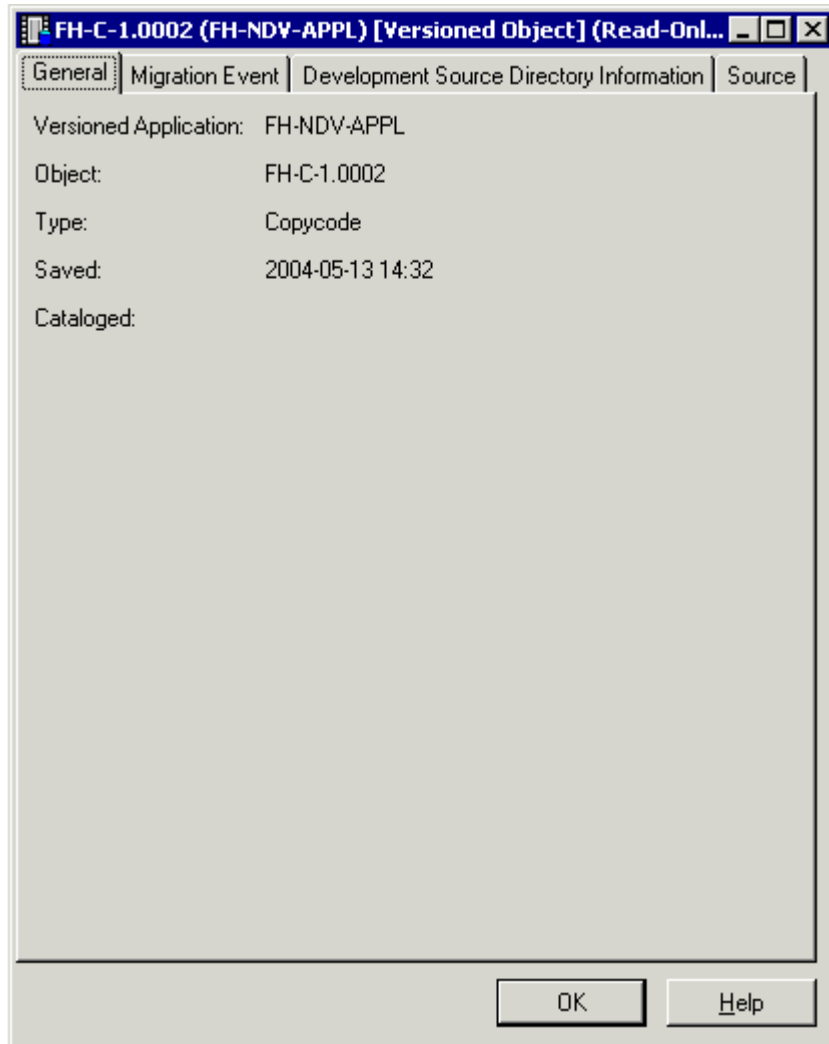 FH-C-1.0002 (FH-NDV-APPL) [Versioned Object] (Read-Onl...
General Migration Event Development Source Directory Information Source
Versioned Application: FH-NDV-APPL
Object: FH-C-1.0002
Type: Copycode
Saved: 2004-05-13 14:32
Cataloged:
OK Help